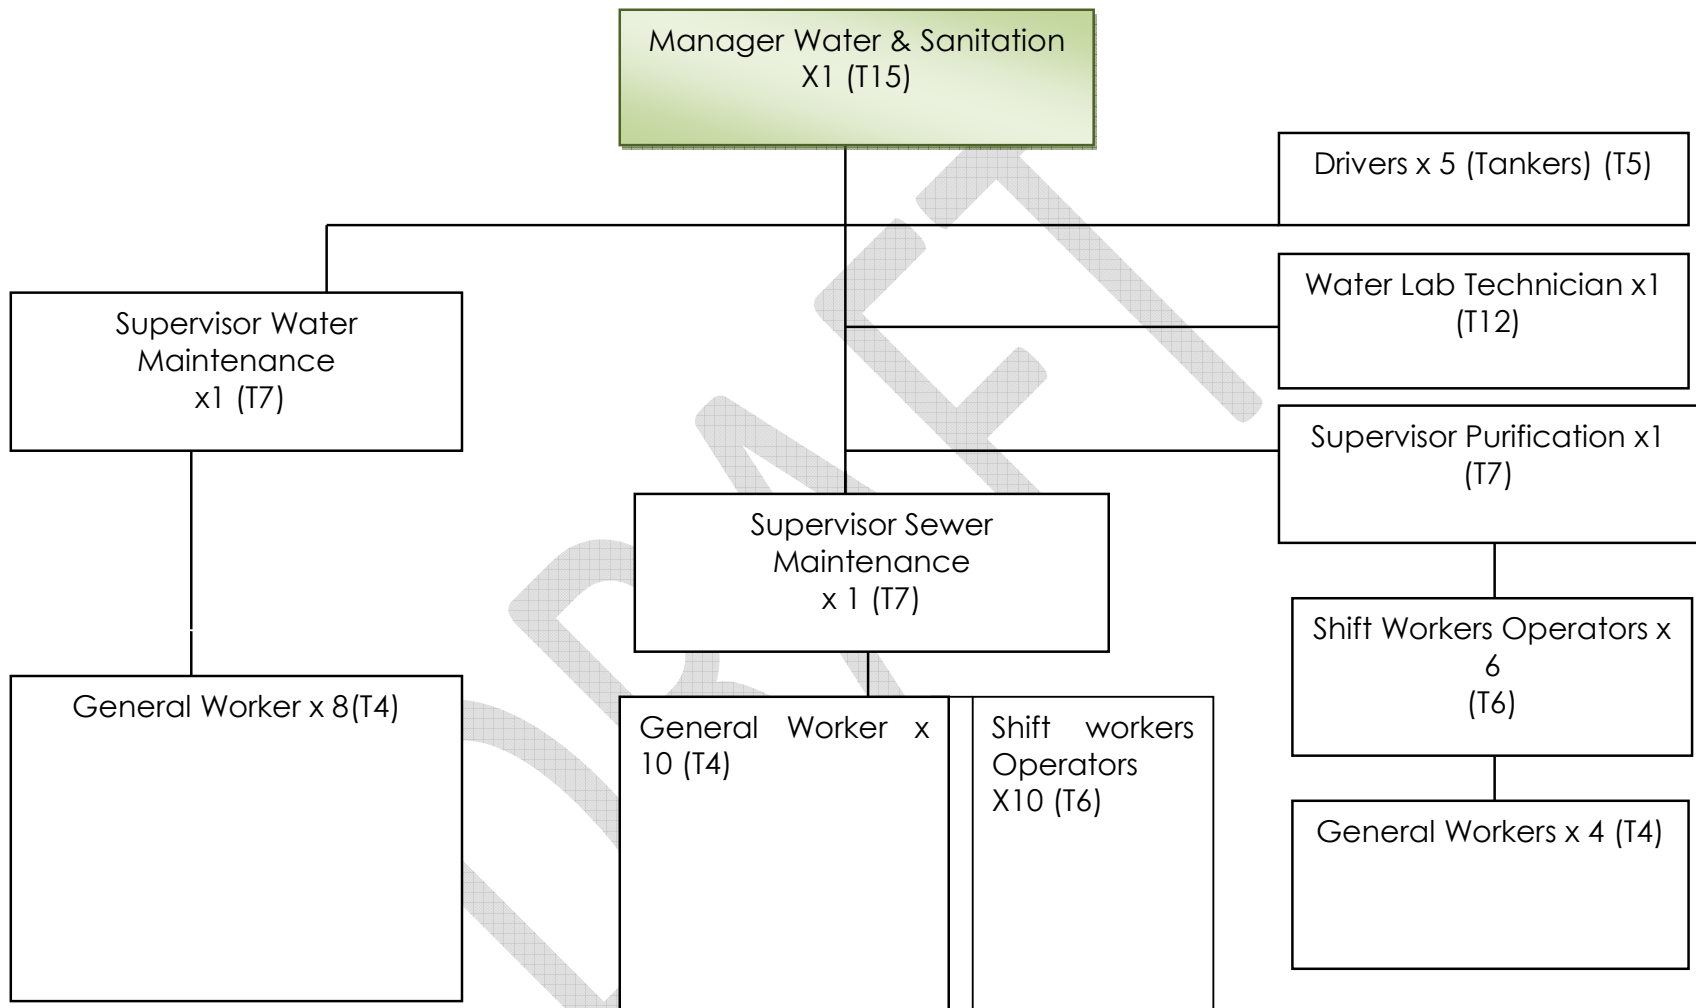 Manager Water & Sanitation
X1 (T15)
Drivers x 5 (Tankers) (T5)
Water Lab Technician x1
(T12)
Supervisor Water
Maintenance
x1 (T7)
Supervisor Purification x1
(T7)
Supervisor Sewer
Maintenance
x 1 (T7)
Shift Workers Operators x
6
(T6)
General Worker x 8(T4)
General Worker x
10 (T4)
Shift workers
Operators
X10 (T6)
General Workers x 4 (T4)
DRAFT